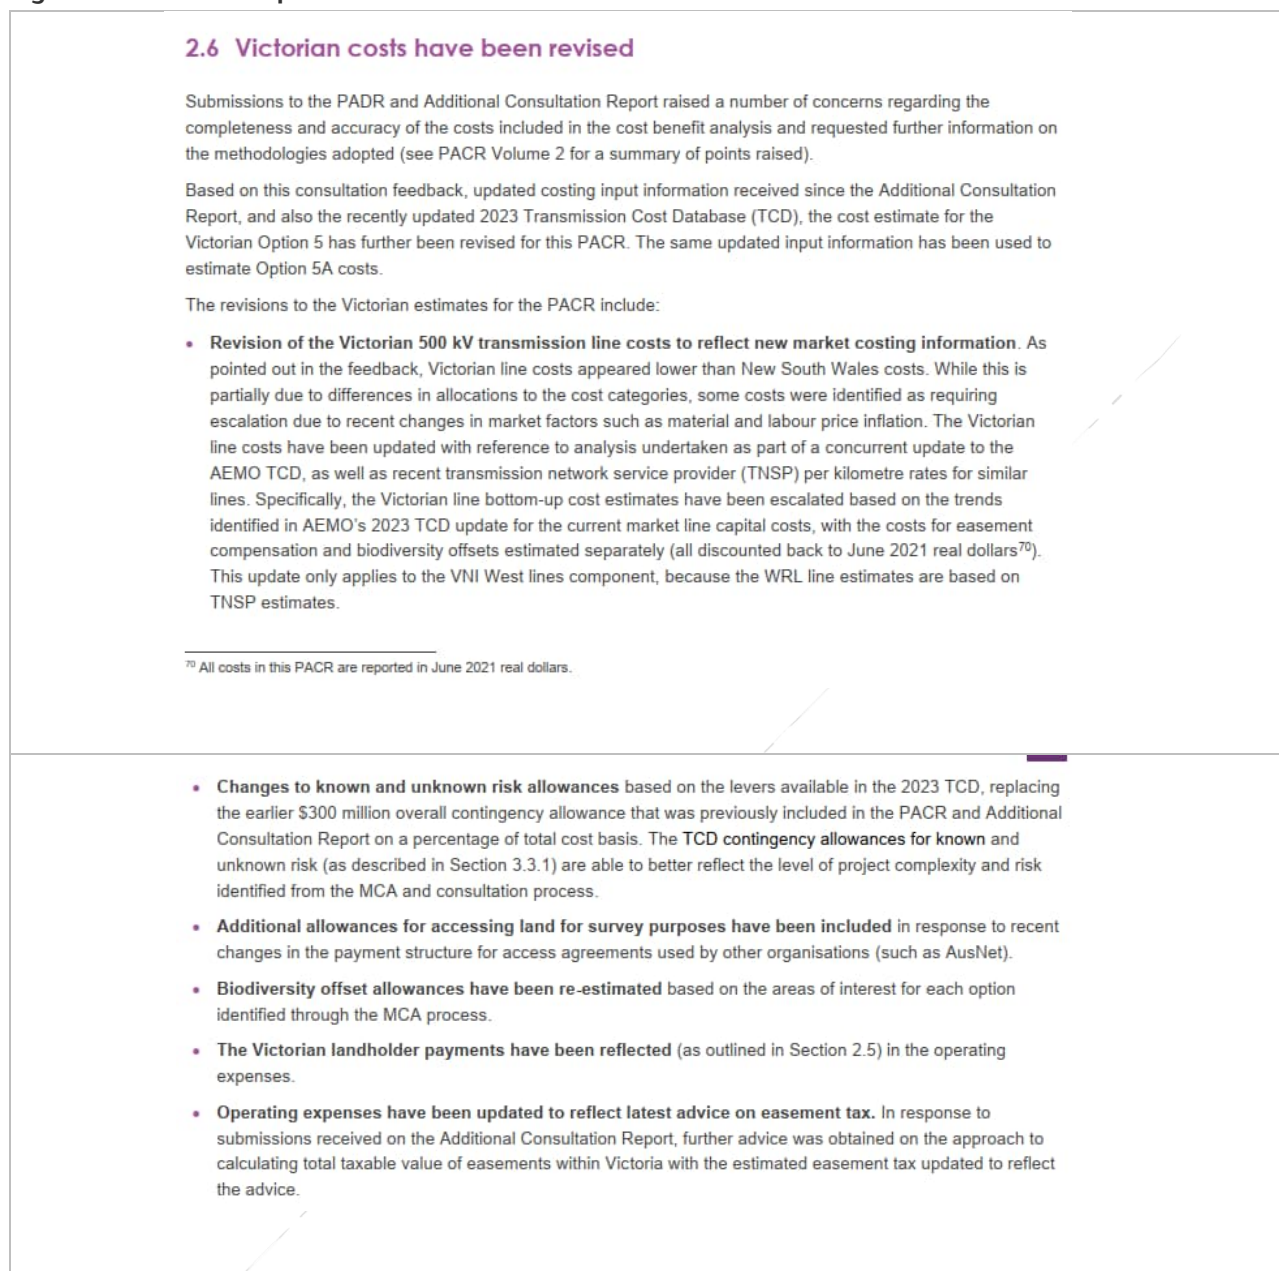 2.6 Victorian costs have been revised
Submissions to the PADR and Additional Consultation Report raised a number of concerns regarding the
completeness and accuracy of the costs included in the cost benefit analysis and requested further information on
the methodologies adopted (see PACR Volume 2 for a summary of points raised).
Based on this consultation feedback, updated costing input information received since the Additional Consultation
Report, and also the recently updated 2023 Transmission Cost Database (TCD), the cost estimate for the
Victorian Option 5 has further been revised for this PACR. The same updated input information has been used to
estimate Option 5A costs.
The revisions to the Victorian estimates for the PACR include:
• Revision of the Victorian 500 kV transmission line costs to reflect new market costing information. As
pointed out in the feedback, Victorian line costs appeared lower than New South Wales costs. While this is
partially due to differences in allocations to the cost categories, some costs were identified as requiring
escalation due to recent changes in market factors such as material and labour price inflation. The Victorian
line costs have been updated with reference to analysis undertaken as part of a concurrent update to the
AEMO TCD, as well as recent transmission network service provider (TNSP) per kilometre rates for similar
lines. Specifically, the Victorian line bottom-up cost estimates have been escalated based on the trends
identified in AEMO's 2023 TCD update for the current market line capital costs, with the costs for easement
compensation and biodiversity offsets estimated separately (all discounted back to June 2021 real dollars⁷⁰).
This update only applies to the VNI West lines component, because the WRL line estimates are based on
TNSP estimates.
⁷⁰ All costs in this PACR are reported in June 2021 real dollars.
• Changes to known and unknown risk allowances based on the levers available in the 2023 TCD, replacing
the earlier $300 million overall contingency allowance that was previously included in the PACR and Additional
Consultation Report on a percentage of total cost basis. The TCD contingency allowances for known and
unknown risk (as described in Section 3.3.1) are able to better reflect the level of project complexity and risk
identified from the MCA and consultation process.
• Additional allowances for accessing land for survey purposes have been included in response to recent
changes in the payment structure for access agreements used by other organisations (such as AusNet).
• Biodiversity offset allowances have been re-estimated based on the areas of interest for each option
identified through the MCA process.
• The Victorian landholder payments have been reflected (as outlined in Section 2.5) in the operating
expenses.
• Operating expenses have been updated to reflect latest advice on easement tax. In response to
submissions received on the Additional Consultation Report, further advice was obtained on the approach to
calculating total taxable value of easements within Victoria with the estimated easement tax updated to reflect
the advice.